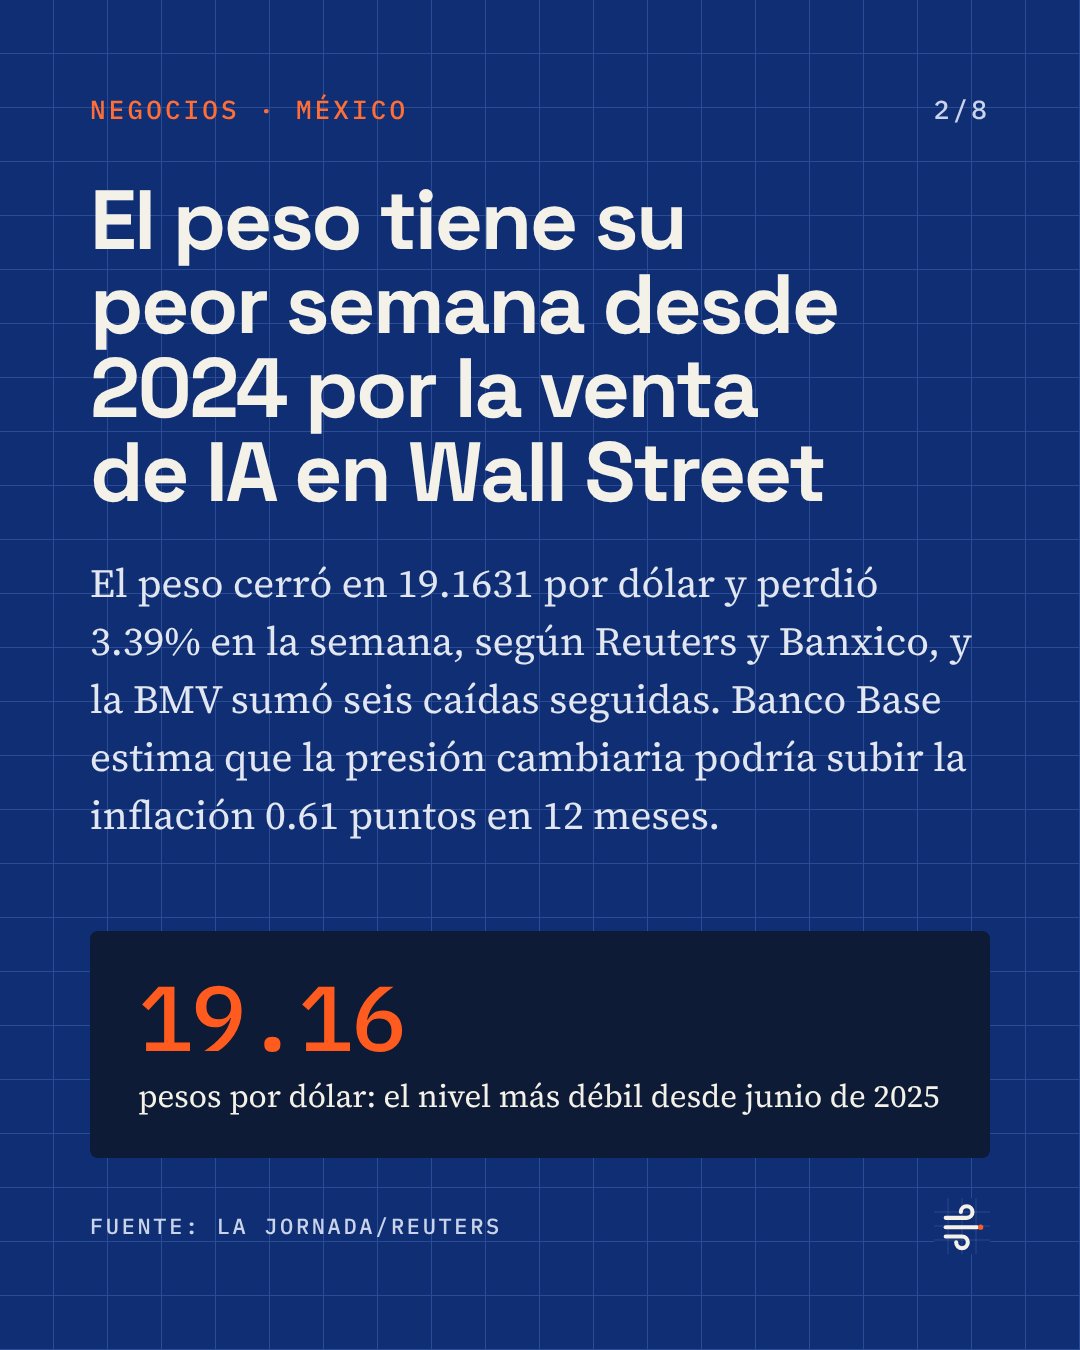 NEGOCIOS · MÉXICO
2/8
El peso tiene su
peor semana desde
2024 por la venta
de IA en Wall Street
El peso cerró en 19.1631 por dólar y perdió
3.39% en la semana, según Reuters y Banxico, y
la BMV sumó seis caídas seguidas. Banco Base
estima que la presión cambiaria podría subir la
inflación 0.61 puntos en 12 meses.
19.16
pesos por dólar: el nivel más débil desde junio de 2025
FUENTE: LA JORNADA/REUTERS